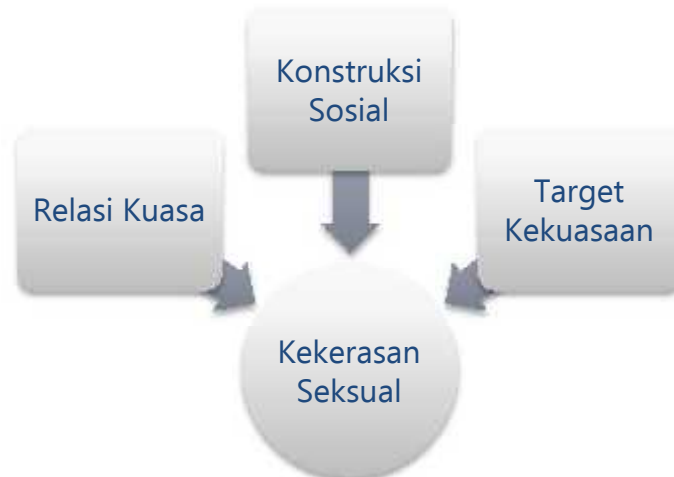 Konstruksi
Sosial
Relasi Kuasa
Target
Kekuasaan
Kekerasan
Seksual